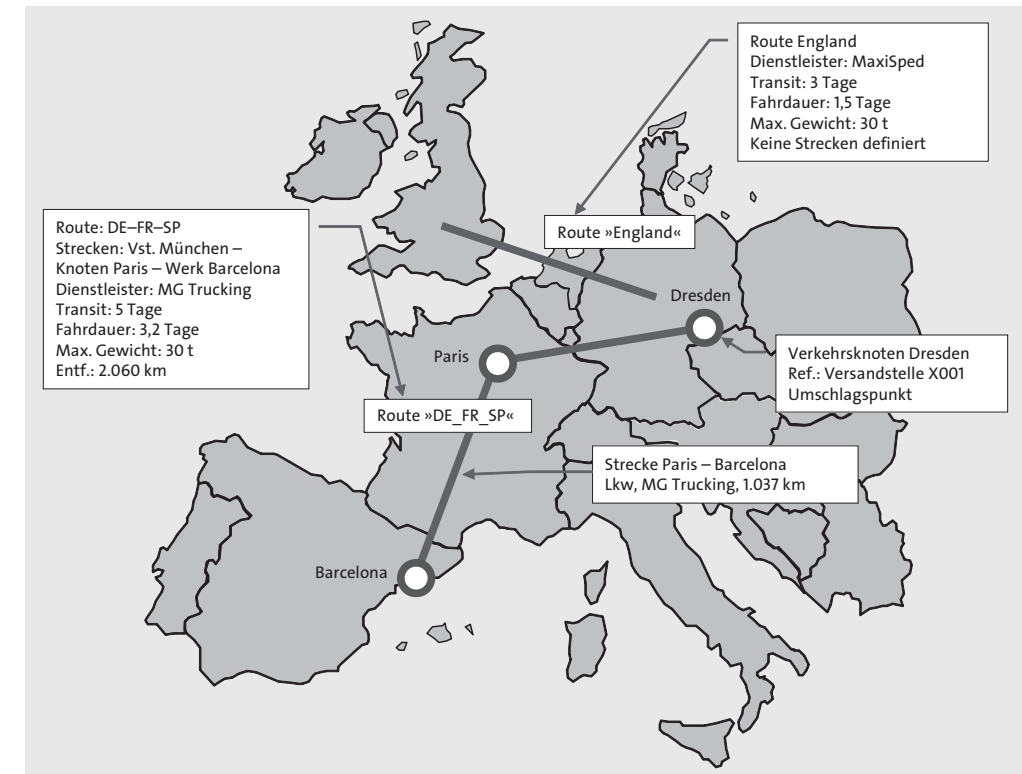 Route England
Dienstleister: MaxiSped
Transit: 3 Tage
Fahrdauer: 1,5 Tage
Max. Gewicht: 30 t
Keine Strecken definiert
Route: DE–FR–SP
Strecken: Vst. München –
Knoten Paris – Werk Barcelona
Dienstleister: MG Trucking
Transit: 5 Tage
Fahrdauer: 3,2 Tage
Max. Gewicht: 30 t
Entf.: 2.060 km
Route »England«
Dresden
Paris
Verkehrsknoten Dresden
Ref.: Versandstelle X001
Umschlagspunkt
Route »DE_FR_SP«
Strecke Paris – Barcelona
Lkw, MG Trucking, 1.037 km
Barcelona